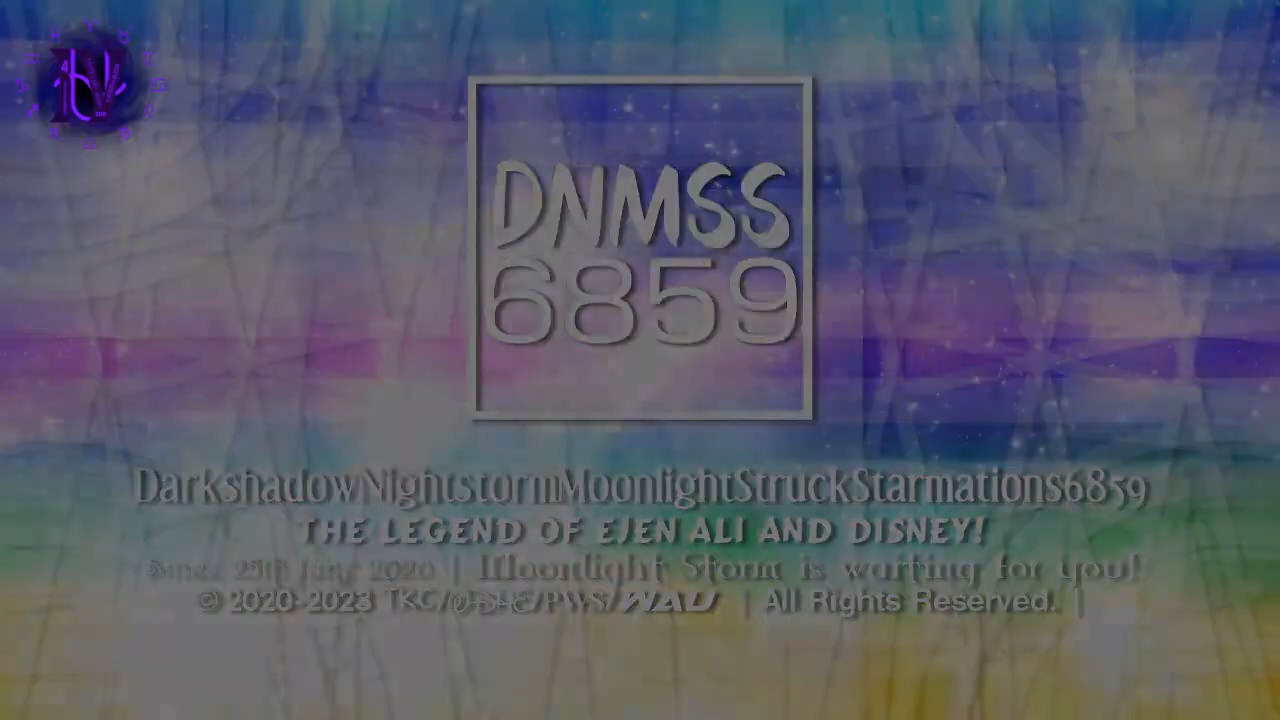 DNMSS
6859
DarkshadowNightstormMoonlightStruckStarmations6859
THE LEGEND OF EJEN ALI AND DISNEY!
Since 25th June 2020 | Moonlight Storm is waiting for you!
© 2020-2023 TKC/ /PWS/WAU | All Rights Reserved. |